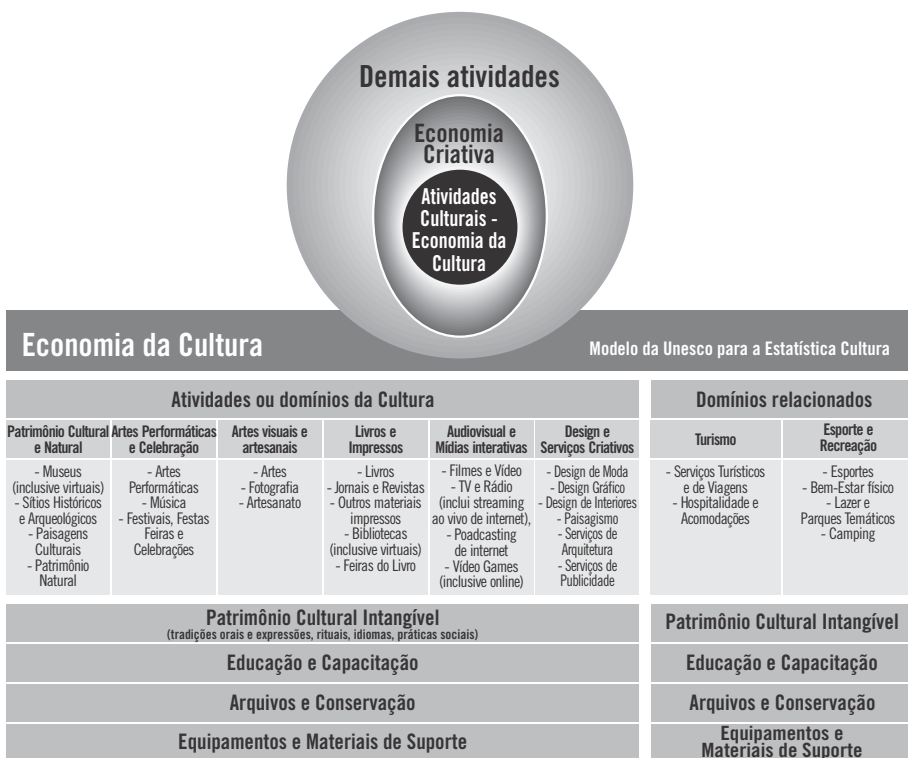 Demais atividades
Economia
Criativa
Atividades
Culturais -
Economia da
Cultura
Economia da Cultura
Modelo da Unesco para a Estatística Cultura
Atividades ou domínios da Cultura
Patrimônio Cultural
e Natural
- Museus
(inclusive virtuais)
- Sítios Históricos
e Arqueológicos
- Paisagens
Culturais
- Patrimônio
Natural
Artes Performáticas
e Celebração
- Artes
Performáticas
- Música
- Festivais, Festas
Feiras e
Celebrações
Artes visuais e
artesanais
- Artes
- Fotografia
- Artesanato
Livros e
Impressos
- Livros
- Jornais e Revistas
- Outros materiais
impressos
- Bibliotecas
(inclusive virtuais)
- Feiras do Livro
Audiovisual e
Mídias interativas
- Filmes e Vídeo
- TV e Rádio
(inclui streaming
ao vivo de internet),
- Poadcasting
de internet
- Vídeo Games
(inclusive online)
Design e
Serviços Criativos
- Design de Moda
- Design Gráfico
- Design de Interiores
- Paisagismo
- Serviços de
Arquitetura
- Serviços de
Publicidade
Domínios relacionados
Turismo
- Serviços Turísticos
e de Viagens
- Hospitalidade e
Acomodações
Esporte e
Recreação
- Esportes
- Bem-Estar físico
- Lazer e
Parques Temáticos
- Camping
Patrimônio Cultural Intangível
(tradições orais e expressões, rituais, idiomas, práticas sociais)
Educação e Capacitação
Arquivos e Conservação
Equipamentos e Materiais de Suporte
Patrimônio Cultural Intangível
Educação e Capacitação
Arquivos e Conservação
Equipamentos e
Materiais de Suporte